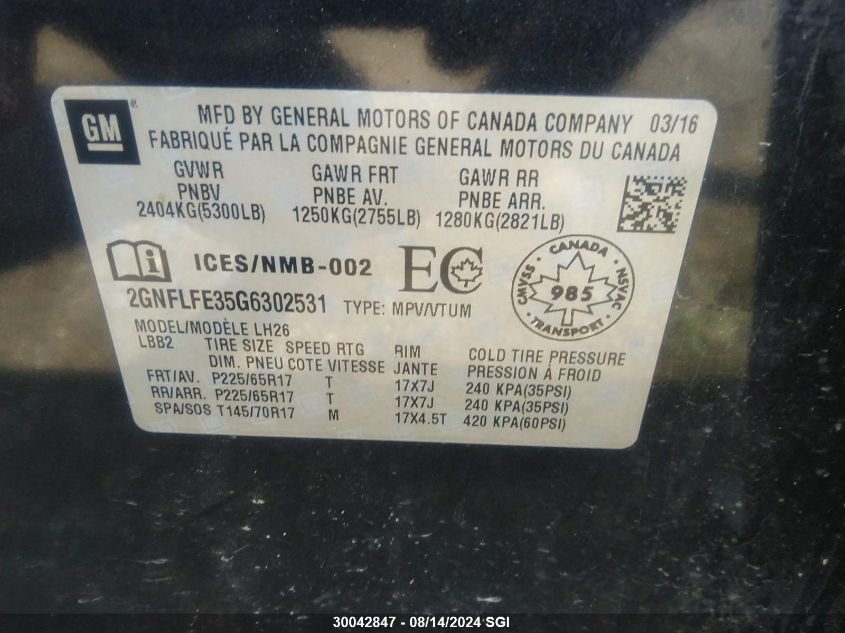 GM ® MFD BY GENERAL MOTORS OF CANADA COMPANY 03/16
FABRIQUÉ PAR LA COMPAGNIE GENERAL MOTORS DU CANADA
GVWR GAWR FRT GAWR RR
PNBV PNBE AV. PNBE ARR.
2404KG(5300LB) 1250KG(2755LB) 1280KG(2821LB)
i ICES/NMB-002 EC
CANADA
CMVSS 985 NSVAC
TRANSPORT
2GNFLFE35G6302531 TYPE: MPV/VTUM
MODEL/MODÈLE LH26
LBB2 TIRE SIZE SPEED RTG RIM COLD TIRE PRESSURE
DIM. PNEU COTE VITESSE JANTE PRESSION À FROID
FRT/AV. P225/65R17 T 17X7J 240 KPA(35PSI)
RR/ARR. P225/65R17 T 17X7J 240 KPA(35PSI)
SPA/SOS T145/70R17 M 17X4.5T 420 KPA(60PSI)
30042847 - 08/14/2024 SGI